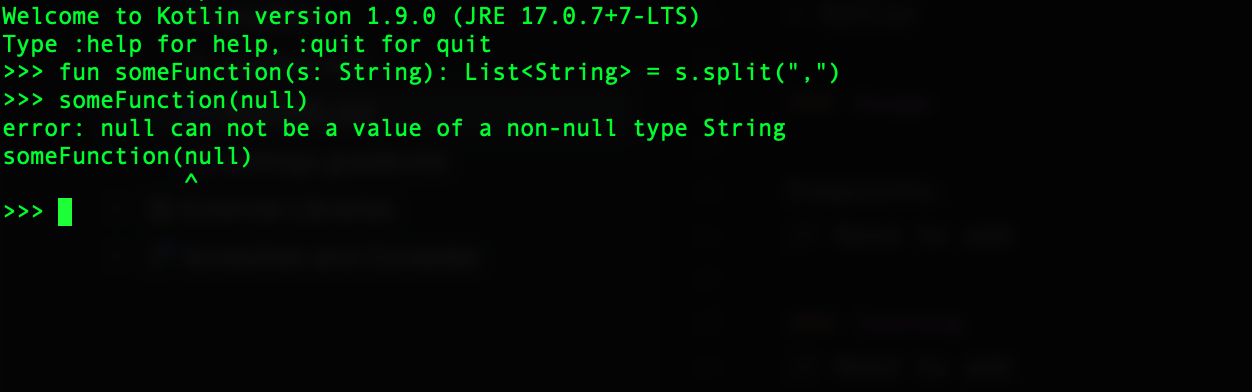 Welcome to Kotlin version 1.9.0 (JRE 17.0.7+7-LTS)
Type :help for help, :quit for quit
>>> fun someFunction(s: String): List<String> = s.split(",")
>>> someFunction(null)
error: null can not be a value of a non-null type String
someFunction(null)
^
>>>